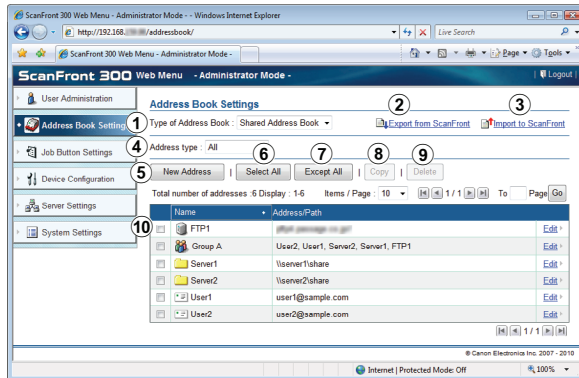 ScanFront 300 Web Menu - Administrator Mode - - Windows Internet Explorer
http://192.168. /addressbook/
Live Search
ScanFront 300 Web Menu - Administrator Mode -
Page Tools
ScanFront 300 Web Menu - Administrator Mode -
Logout
User Administration
Address Book Settings
Job Button Settings
Device Configuration
Server Settings
System Settings
Address Book Settings
2 3
1 Type of Address Book : Shared Address Book Export from ScanFront Import to ScanFront
4 Address type : All
6 7 8 9
5 New Address | Select All Except All | Copy | Delete
Total number of addresses :6 Display : 1-6 Items / Page : 10 1 / 1 To Page Go
10 Name Address/Path
FTP1 Edit
Group A User2, User1, Server2, Server1, FTP1 Edit
Server1 \\server1\share Edit
Server2 \\server2\share Edit
User1 user1@sample.com Edit
User2 user2@sample.com Edit
1 / 1
© Canon Electronics Inc. 2007 - 2010
Internet | Protected Mode: Off 100%